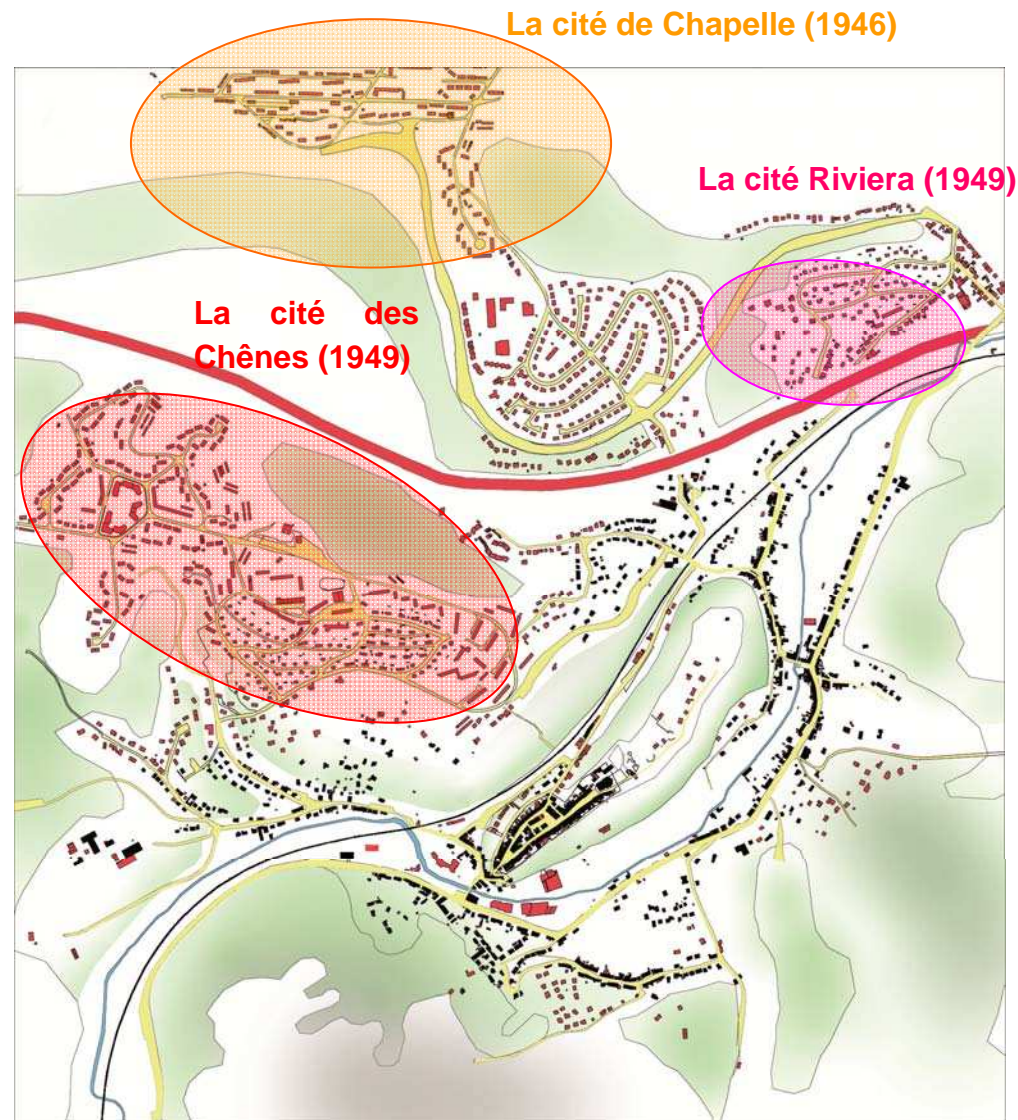 La cité de Chapelle (1946)
La cité Riviera (1949)
La cité des
Chênes (1949)